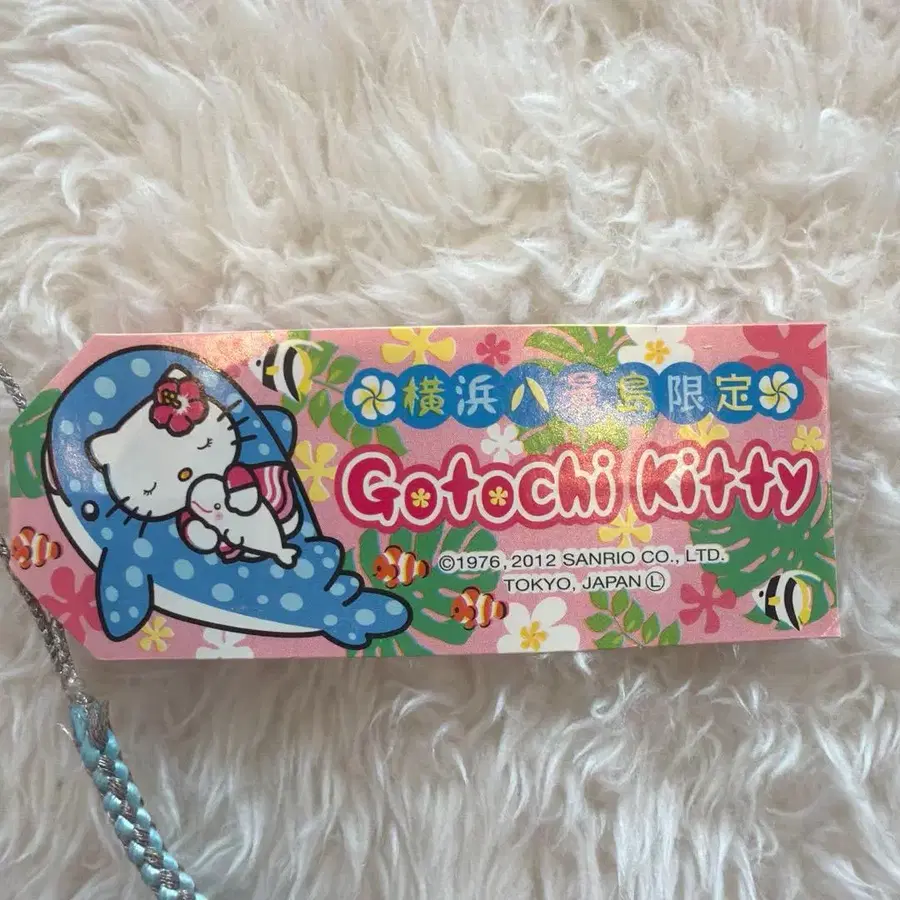 横浜八景島限定
Gotochi Kitty
©1976, 2012 SANRIO CO., LTD.
TOKYO, JAPAN Ⓛ